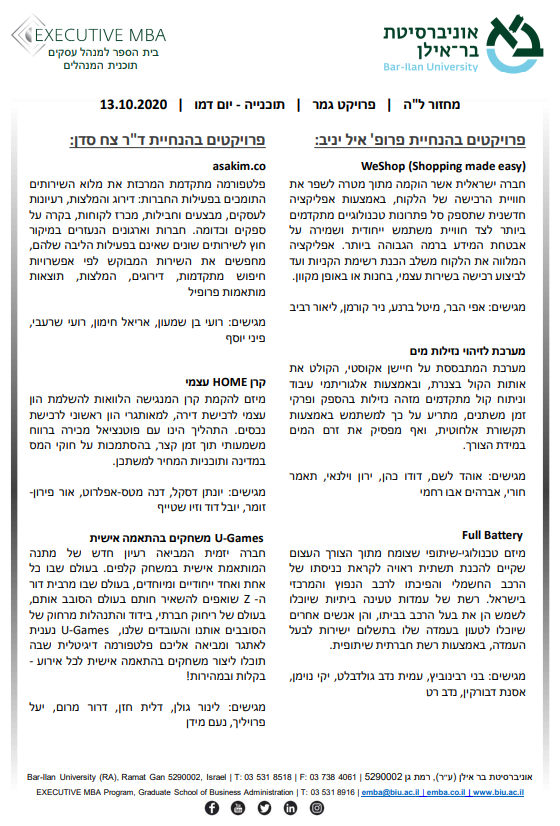 EXECUTIVE MBA
בית הספר למנהל עסקים
תוכנית המנהלים
אוניברסיטת
בר־אילן
Bar-Ilan University
מחזור ל"ה | פרויקט גמר | תוכנייה - יום דמו | 13.10.2020
פרויקטים בהנחיית פרופ' איל יניב:
WeShop (Shopping made easy)
חברה ישראלית אשר הוקמה מתוך מטרה לשפר את
חוויית הרכישה של הלקוח, באמצעות אפליקציה
חדשנית שתספק סל פתרונות טכנולוגיים מתקדמים
ביותר לצד חוויית משתמש ייחודית ושמירה על
אבטחת המידע ברמה הגבוהה ביותר. אפליקציה
המלווה את הלקוח משלב הכנת רשימת הקניות ועד
לביצוע רכישה בשירות עצמי, בחנות או באופן מקוון.
מגישים: אפי הבר, מיטל ברנע, ניר קורמן, ליאור רביב
מערכת לזיהוי נזילות מים
מערכת המתבססת על חיישן אקוסטי, הקולט את
אותות הקול בצנרת, ובאמצעות אלגוריתמי עיבוד
וניתוח קול מתקדמים מזהה נזילות בהספק ופרקי
זמן משתנים, מתריע על כך למשתמש באמצעות
תקשורת אלחוטית, ואף מפסיק את זרם המים
במידת הצורך.
מגישים: אוהד לשם, דודו כהן, ירון וילנאי, תאמר
חורי, אברהים אבו רחמי
Full Battery
מיזם טכנולוגי-שיתופי שצומח מתוך הצורך העצום
שקיים להכנת תשתית ראויה לקראת כניסתו של
הרכב החשמלי והפיכתו לרכב הנפוץ והמרכזי
בישראל. רשת של עמדות טעינה ביתיות שיוכלו
לשמש הן את בעל הרכב בביתו, והן אנשים אחרים
שיוכלו לטעון בעמדה שלו בתשלום ישירות לבעל
העמדה, באמצעות רשת חברתית שיתופית.
מגישים: בני רבינוביץ, עמית נדב גולדבלט, יקי נוימן,
אסנת דבורקין, נדב רט
פרויקטים בהנחיית ד"ר צח סדן:
asakim.co
פלטפורמה מתקדמת המרכזת את מלוא השירותים
התומכים בפעילות החברות: דירוג והמלצות, רעיונות
לעסקים, מבצעים וחבילות, מכרז לקוחות, בקרה על
ספקים וכדומה. חברות וארגונים הנעזרים במיקור
חוץ לשירותים שונים שאינם בפעילות הליבה שלהם,
מחפשים את השירות המבוקש לפי אפשרויות
חיפוש מתקדמות, דירוגים, המלצות, תוצאות
מותאמות פרופיל
מגישים: רועי בן שמעון, אריאל חימון, רועי שרעבי,
פיני יוסף
קרן HOME עצמי
מיזם להקמת קרן המנגישה הלוואות להשלמת הון
עצמי לרכישת דירה, למאותגרי הון ראשוני לרכישת
נכסים. התהליך הינו עם פוטנציאל מכירה ברווח
משמעותי תוך זמן קצר, בהסתמכות על חוקי המס
במדינה ותוכניות המחיר למשתכן.
מגישים: יונתן דסקל, דנה מטס-אפלרוט, אור פירון-
זומר, יובל דוד וזיו שטייף
U-Games משחקים בהתאמה אישית
חברה יזמית המביאה רעיון חדש של מתנה
המותאמת אישית במשחק קלפים. בעולם שבו כל
אחת ואחד ייחודיים ומיוחדים, בעולם שבו מרבית דור
ה- Z שואפים להשאיר חותם בעולם הסובב אותם,
בעולם של ריחוק חברתי, בידוד והתנהלות מרחוק של
הסובבים אותנו והעובדים שלנו, U-Games נענית
לאתגר ומביאה אליכם פלטפורמה דיגיטלית שבה
תוכלו ליצור משחקים בהתאמה אישית לכל אירוע -
בקלות ובמהירות!
מגישים: לינור גולן, דלית חזן, דרור מרום, יעל
פרויליך, נעם מידן
אוניברסיטת בר אילן (ע"ר), רמת גן 5290002 | Bar-Ilan University (RA), Ramat Gan 5290002, Israel | T: 03 531 8518 | F: 03 738 4061
EXECUTIVE MBA Program, Graduate School of Business Administration | T: 03 531 8916 | emba@biu.ac.il | emba.co.il | www.biu.ac.il